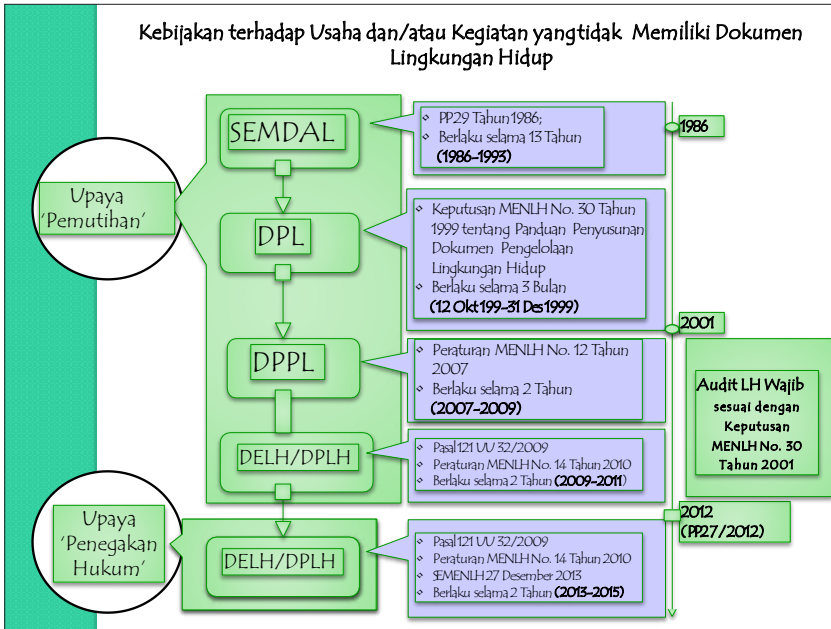 Kebijakan terhadap Usaha dan/atau Kegiatan yangtidak Memiliki Dokumen
Lingkungan Hidup
Upaya
'Pemutihan'
SEMDAL
PP29 Tahun 1986;
Berlaku selama 13 Tahun
(1986-1993)
1986
DPL
Keputusan MENLH No. 30 Tahun
1999 tentang Panduan Penyusunan
Dokumen Pengelolaan
Lingkungan Hidup
Berlaku selama 3 Bulan
(12 Okt 199-31 Des 1999)
2001
DPPL
Peraturan MENLH No. 12 Tahun
2007
Berlaku selama 2 Tahun
(2007-2009)
Audit LH Wajib
sesuai dengan
Keputusan
MENLH No. 30
Tahun 2001
DELH/DPLH
Pasal 121 UU 32/2009
Peraturan MENLH No. 14 Tahun 2010
Berlaku selama 2 Tahun (2009-2011)
2012
(PP27/2012)
Upaya
'Penegakan
Hukum'
DELH/DPLH
Pasal 121 UU 32/2009
Peraturan MENLH No. 14 Tahun 2010
SEMENLH 27 Desember 2013
Berlaku selama 2 Tahun (2013-2015)